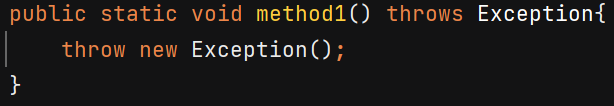 public static void method1() throws Exception{
    throw new Exception();
}